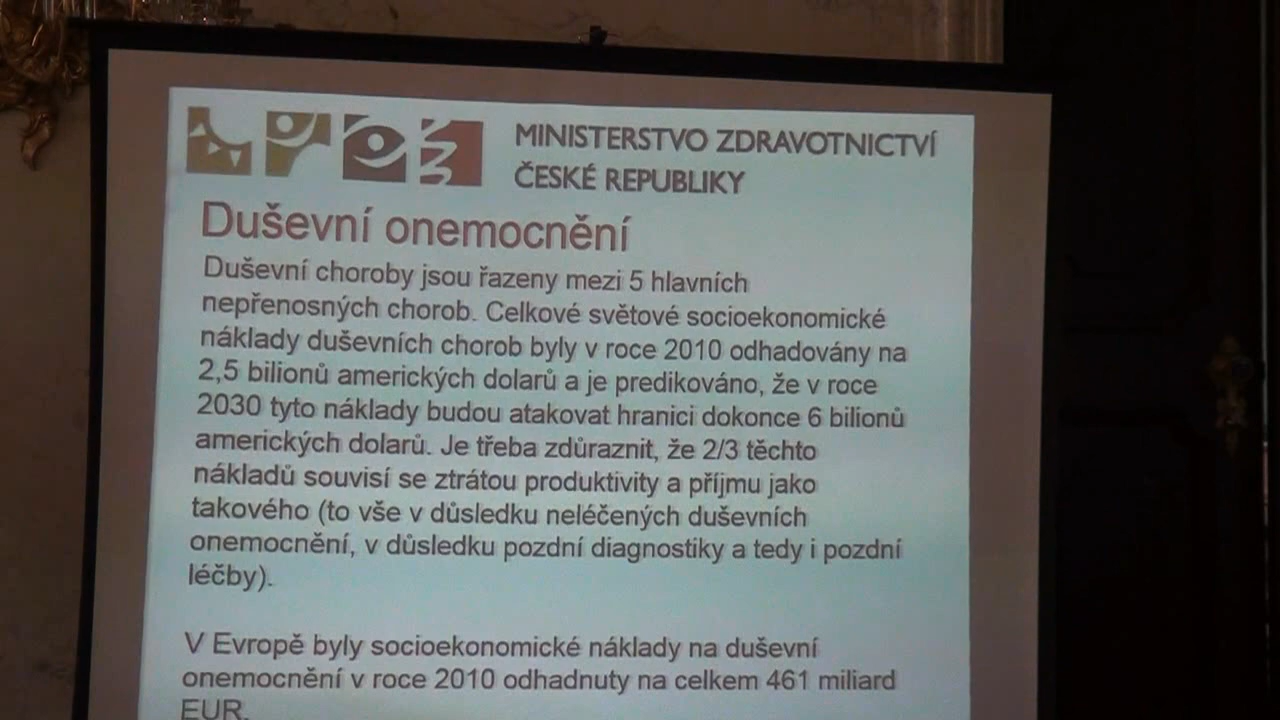 MINISTERSTVO ZDRAVOTNICTVÍ
ČESKÉ REPUBLIKY
Duševní onemocnění
Duševní choroby jsou řazeny mezi 5 hlavních
nepřenosných chorob. Celkové světové socioekonomické
náklady duševních chorob byly v roce 2010 odhadovány na
2,5 bilionů amerických dolarů a je predikováno, že v roce
2030 tyto náklady budou atakovat hranici dokonce 6 bilionů
amerických dolarů. Je třeba zdůraznit, že 2/3 těchto
nákladů souvisí se ztrátou produktivity a příjmu jako
takového (to vše v důsledku neléčených duševních
onemocnění, v důsledku pozdní diagnostiky a tedy i pozdní
léčby).
V Evropě byly socioekonomické náklady na duševní
onemocnění v roce 2010 odhadnuty na celkem 461 miliard
EUR.